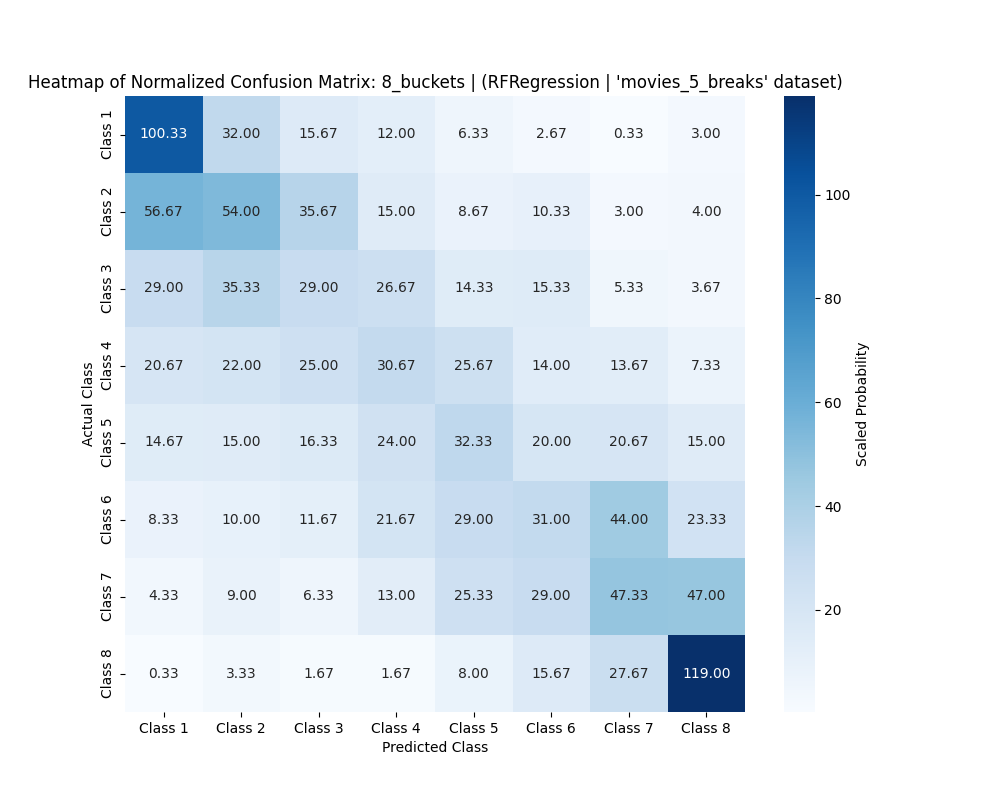 Heatmap of Normalized Confusion Matrix: 8_buckets | (RFRegression | 'movies_5_breaks' dataset)
Class 1 100.33 32.00 15.67 12.00 6.33 2.67 0.33 3.00
Class 2 56.67 54.00 35.67 15.00 8.67 10.33 3.00 4.00
Class 3 29.00 35.33 29.00 26.67 14.33 15.33 5.33 3.67
Class 4 20.67 22.00 25.00 30.67 25.67 14.00 13.67 7.33
Class 5 14.67 15.00 16.33 24.00 32.33 20.00 20.67 15.00
Class 6 8.33 10.00 11.67 21.67 29.00 31.00 44.00 23.33
Class 7 4.33 9.00 6.33 13.00 25.33 29.00 47.33 47.00
Class 8 0.33 3.33 1.67 1.67 8.00 15.67 27.67 119.00
Class 1 Class 2 Class 3 Class 4 Class 5 Class 6 Class 7 Class 8
Predicted Class
Actual Class
100
80
60
40
20
Scaled Probability